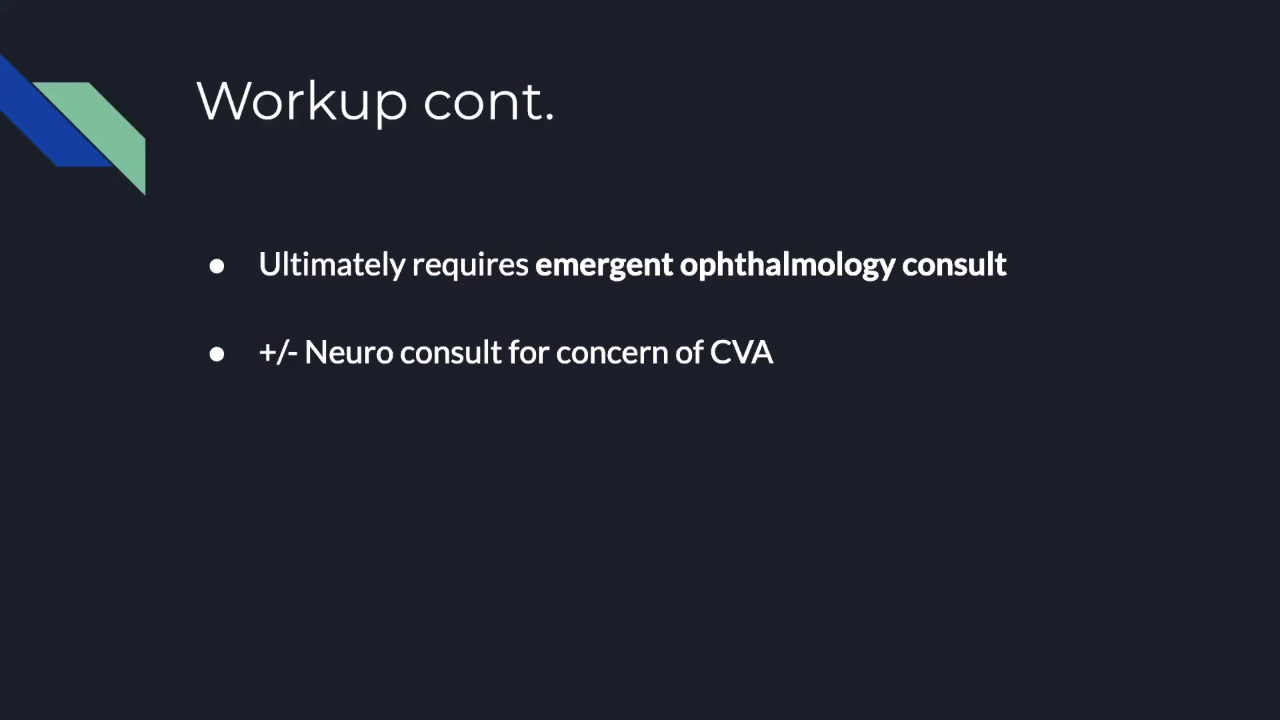 Workup cont.
● Ultimately requires emergent ophthalmology consult
● +/- Neuro consult for concern of CVA